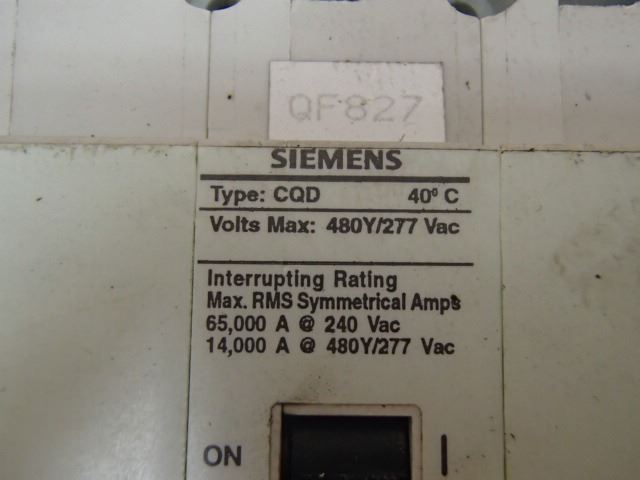 QF827
SIEMENS
Type: CQD 40° C
Volts Max: 480Y/277 Vac
Interrupting Rating
Max. RMS Symmetrical Amps
65,000 A @ 240 Vac
14,000 A @ 480Y/277 Vac
ON |